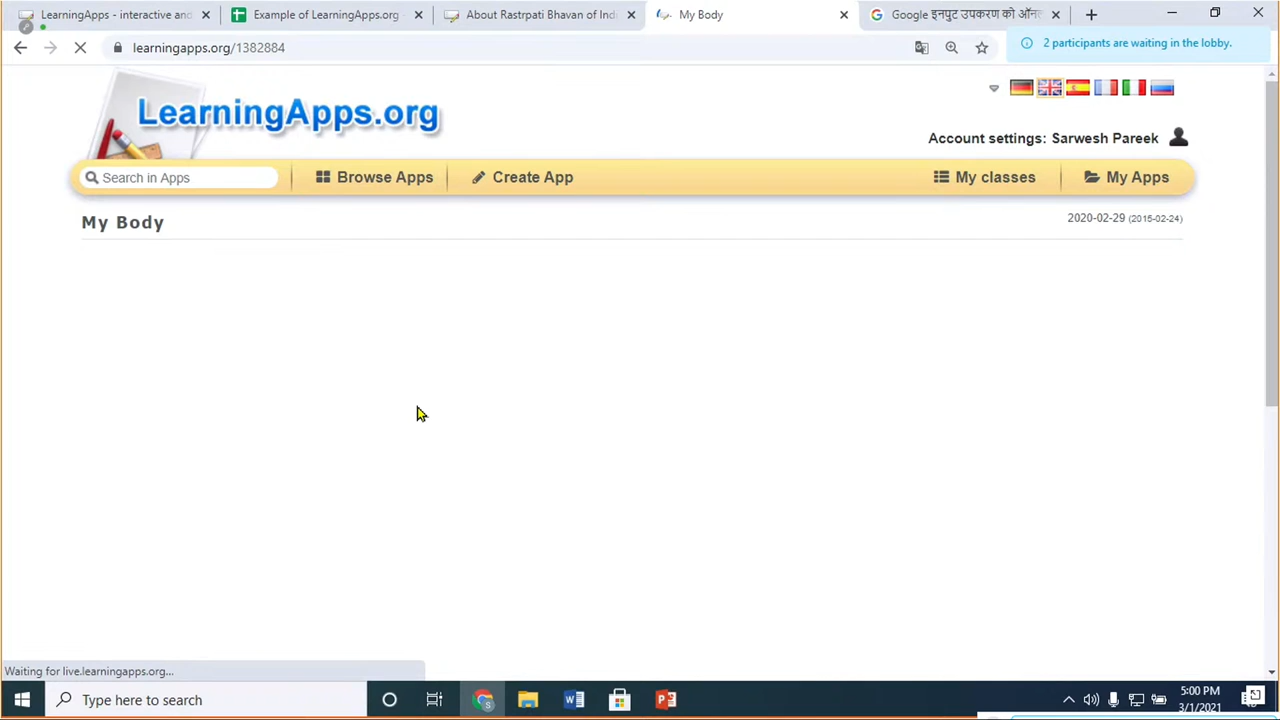 LearningApps - interactive and
Example of LearningApps.org
About Rastrpati Bhavan of Ind
My Body
Google इनपुट उपकरण को ऑनल
learningapps.org/1382884
2 participants are waiting in the lobby.
LearningApps.org
Account settings: Sarwesh Pareek
Search in Apps
Browse Apps
Create App
My classes
My Apps
My Body
2020-02-29 (2015-02-24)
Waiting for live.learningapps.org...
Type here to search
5:00 PM
3/1/2021